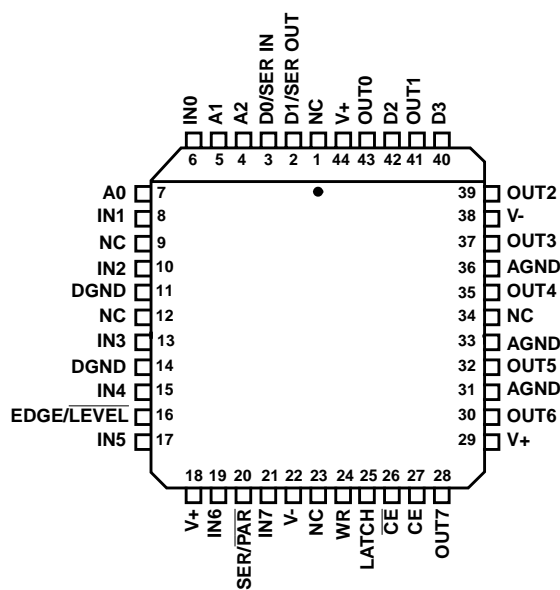 IN0
A1
A2
D0/SER IN
D1/SER OUT
NC
V+
OUT0
D2
OUT1
D3
6 5 4 3 2 1 44 43 42 41 40
A0 7
IN1 8
NC 9
IN2 10
DGND 11
NC 12
IN3 13
DGND 14
IN4 15
EDGE/LEVEL 16
IN5 17
39 OUT2
38 V-
37 OUT3
36 AGND
35 OUT4
34 NC
33 AGND
32 OUT5
31 AGND
30 OUT6
29 V+
18 19 20 21 22 23 24 25 26 27 28
V+
IN6
SER/PAR
IN7
V-
NC
WR
LATCH
CE
CE
OUT7